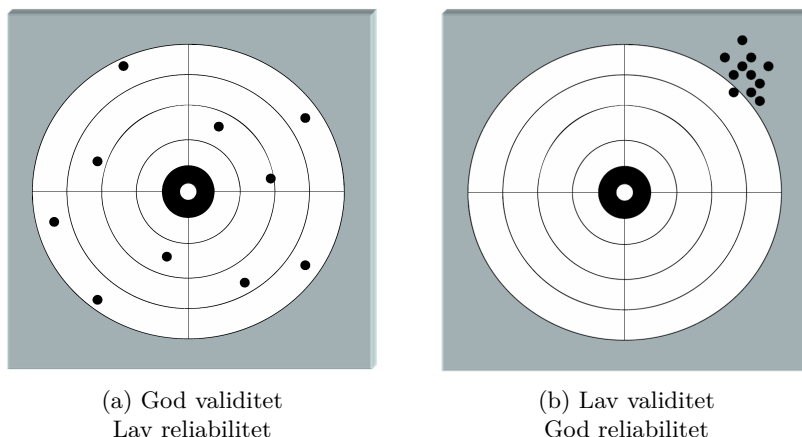 (a) God validitet
Lav reliabilitet
(b) Lav validitet
God reliabilitet